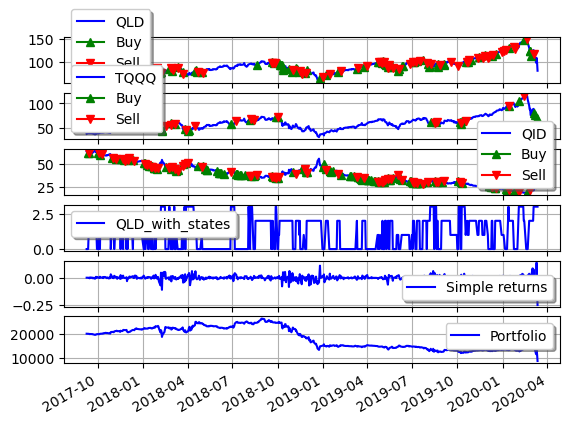 QLD
Buy
Sell
150
100
TQQQ
Buy
Sell
100
50
QID
Buy
Sell
50
25
QLD_with_states
2.5
0.0
Simple returns
0.00
−0.25
Portfolio
20000
10000
2017-10 2018-01 2018-04 2018-07 2018-10 2019-01 2019-04 2019-07 2019-10 2020-01 2020-04